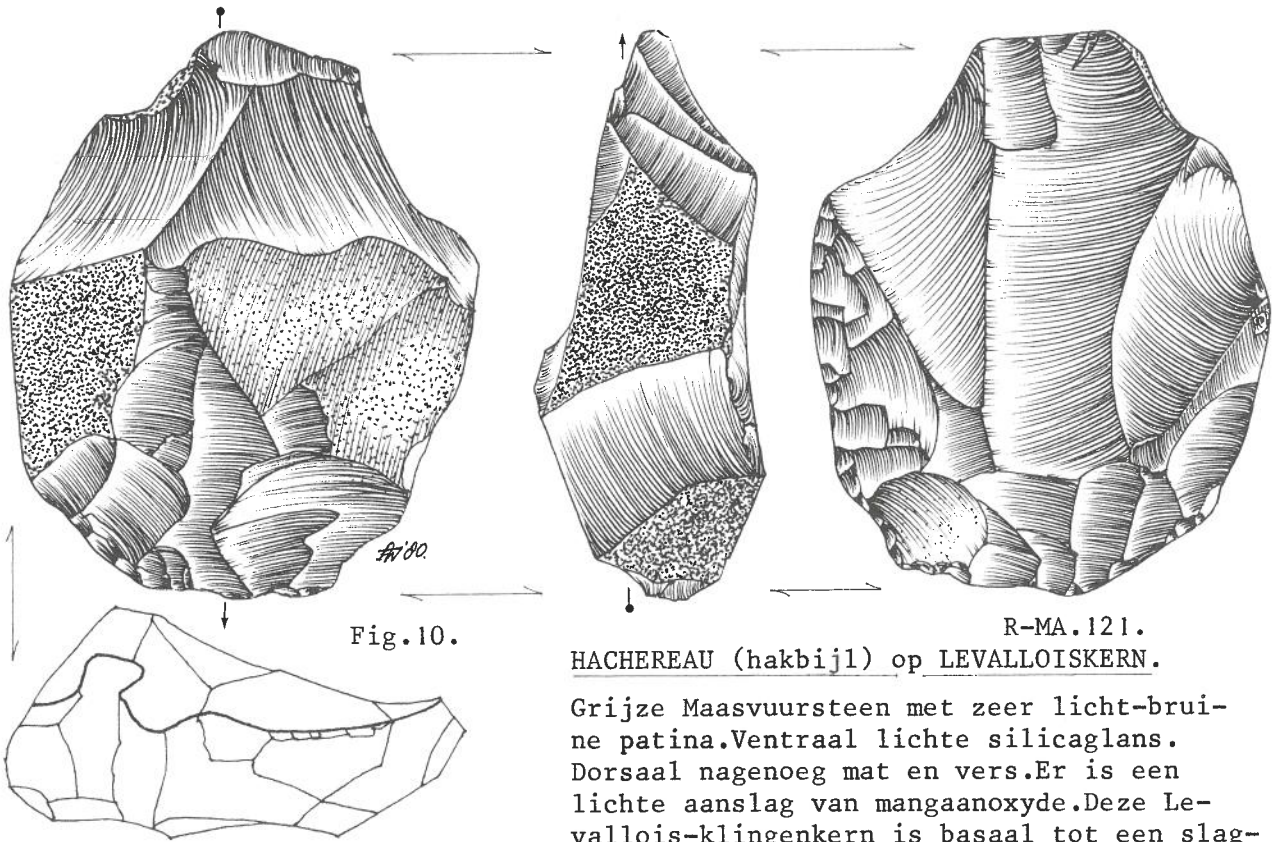 Fig.10.
R-MA.121.
HACHEREAU (hakbijl) op LEVALLOISKERN.
Grijze Maasvuursteen met zeer licht-brui-
ne patina.Ventraal lichte silicaglans.
Dorsaal nagenoeg mat en vers.Er is een
lichte aanslag van mangaanoxyde.Deze Le-
vallois-klingenkern is basaal tot een slag-